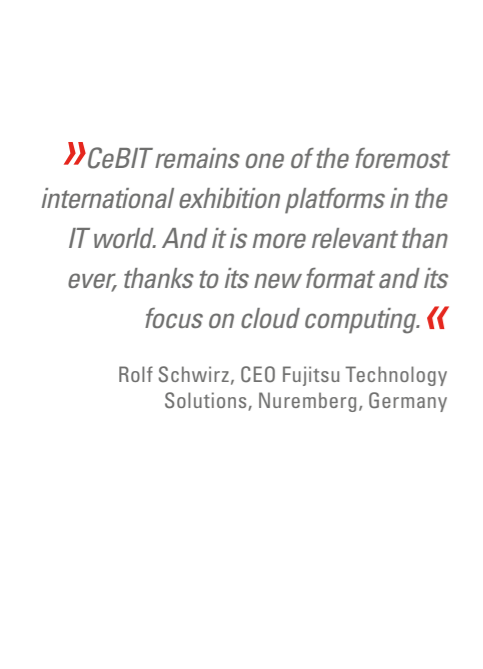 »CeBIT remains one of the foremost
international exhibition platforms in the
IT world. And it is more relevant than
ever, thanks to its new format and its
focus on cloud computing. «
Rolf Schwirz, CEO Fujitsu Technology
Solutions, Nuremberg, Germany